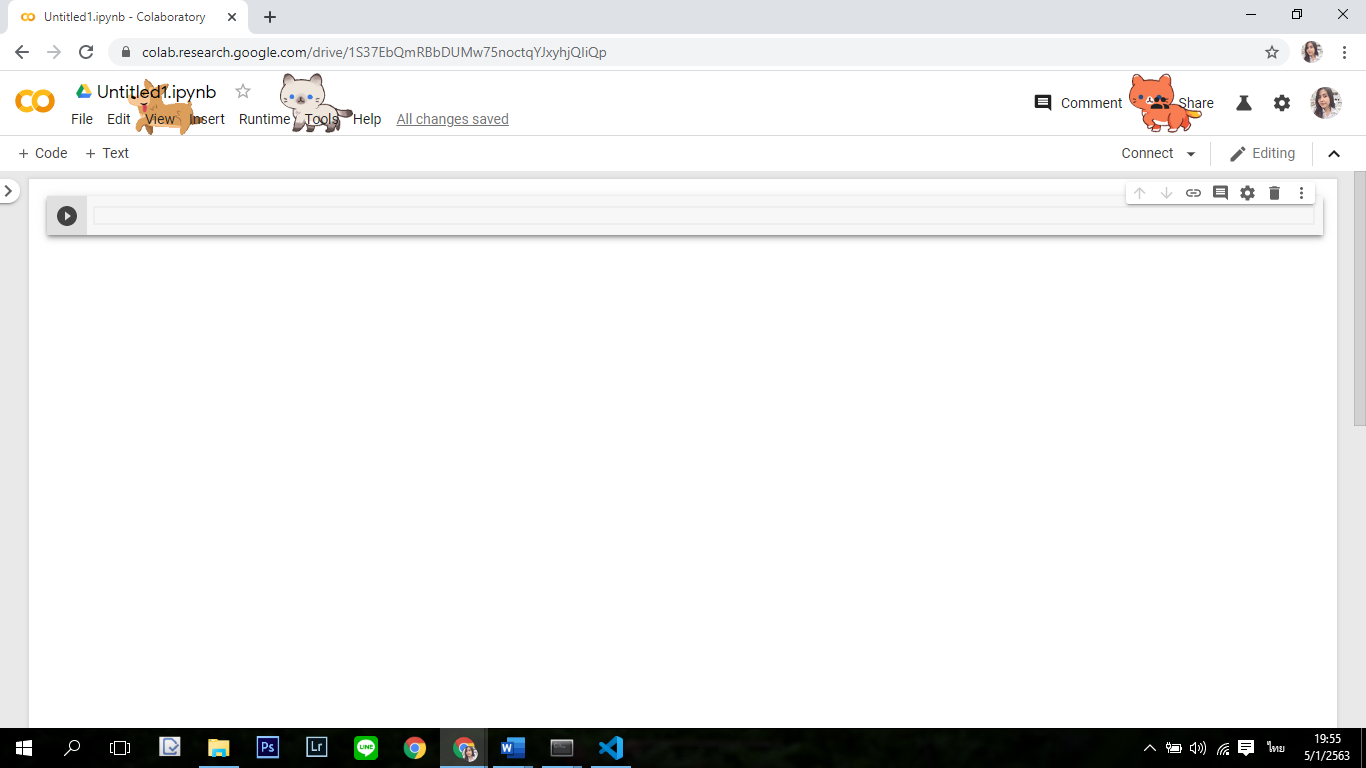 Untitled1.ipynb - Colaboratory
colab.research.google.com/drive/1S37EbQmRBbDUMw75noctqYJxyhjQIiQp
Untitled1.ipynb
File Edit View Insert Runtime Tools Help All changes saved
Comment Share
+ Code + Text
Connect Editing
Ps Lr LINE W
ไทย
19:55
5/1/2563